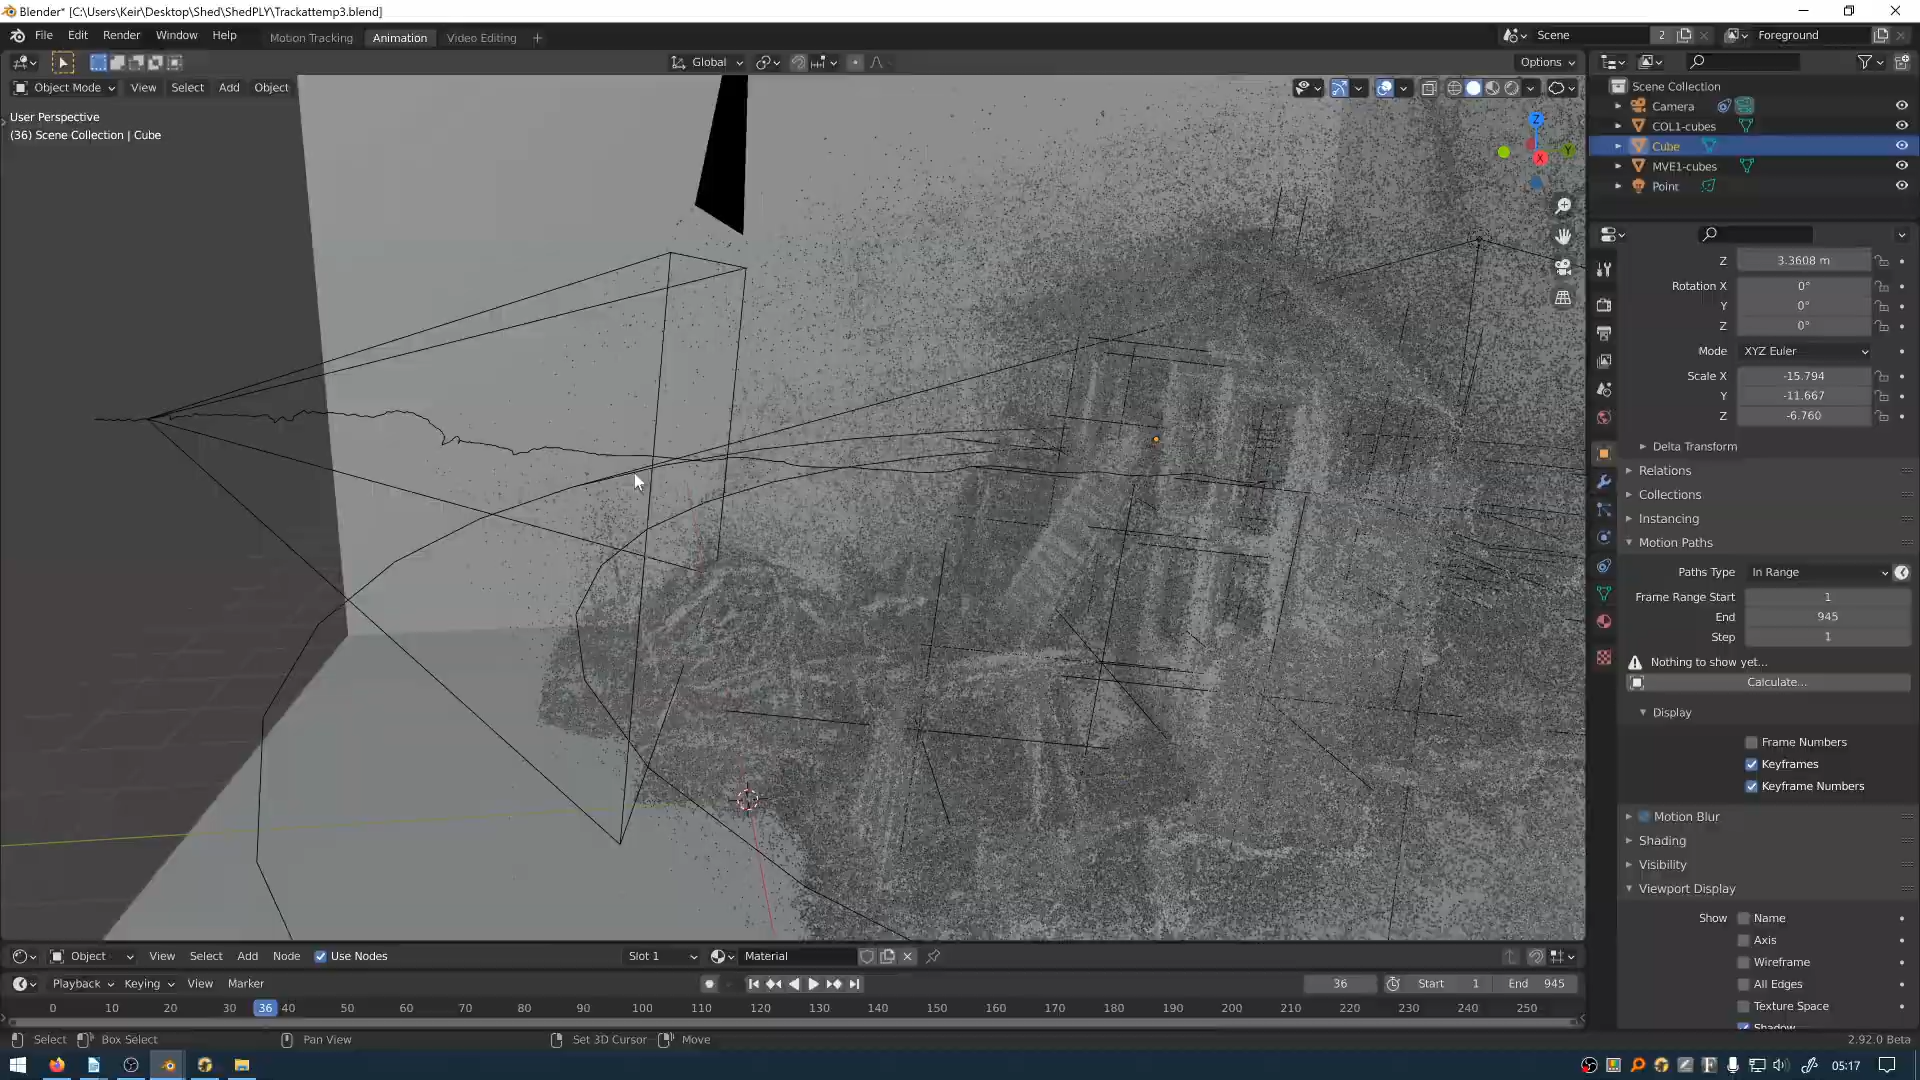 Blender* [C:\Users\Keir\Desktop\Shed\ShedPLY\Trackattemp3.blend]
File Edit Render Window Help Motion Tracking Animation Video Editing + Scene 2 Foreground
Global Options
Object Mode View Select Add Object
User Perspective
(36) Scene Collection | Cube
Z
Y
X
Scene Collection
Camera
COL1-cubes
Cube
MVE1-cubes
Point
Z 3.3608 m
Rotation X 0°
Y 0°
Z 0°
Mode XYZ Euler
Scale X -15.794
Y -11.667
Z -6.760
Delta Transform
Relations
Collections
Instancing
Motion Paths
Paths Type In Range
Frame Range Start 1
End 945
Step 1
Nothing to show yet...
Calculate...
Display
Frame Numbers
Keyframes
Keyframe Numbers
Motion Blur
Shading
Visibility
Viewport Display
Show Name
Axis
Wireframe
All Edges
Texture Space
Shadow
Object View Select Add Node Use Nodes Slot 1 Material
Playback Keying View Marker 36 Start 1 End 945
0 10 20 30 36 40 50 60 70 80 90 100 110 120 130 140 150 160 170 180 190 200 210 220 230 240 250
Select Box Select Pan View Set 3D Cursor Move 2.92.0 Beta
05:17